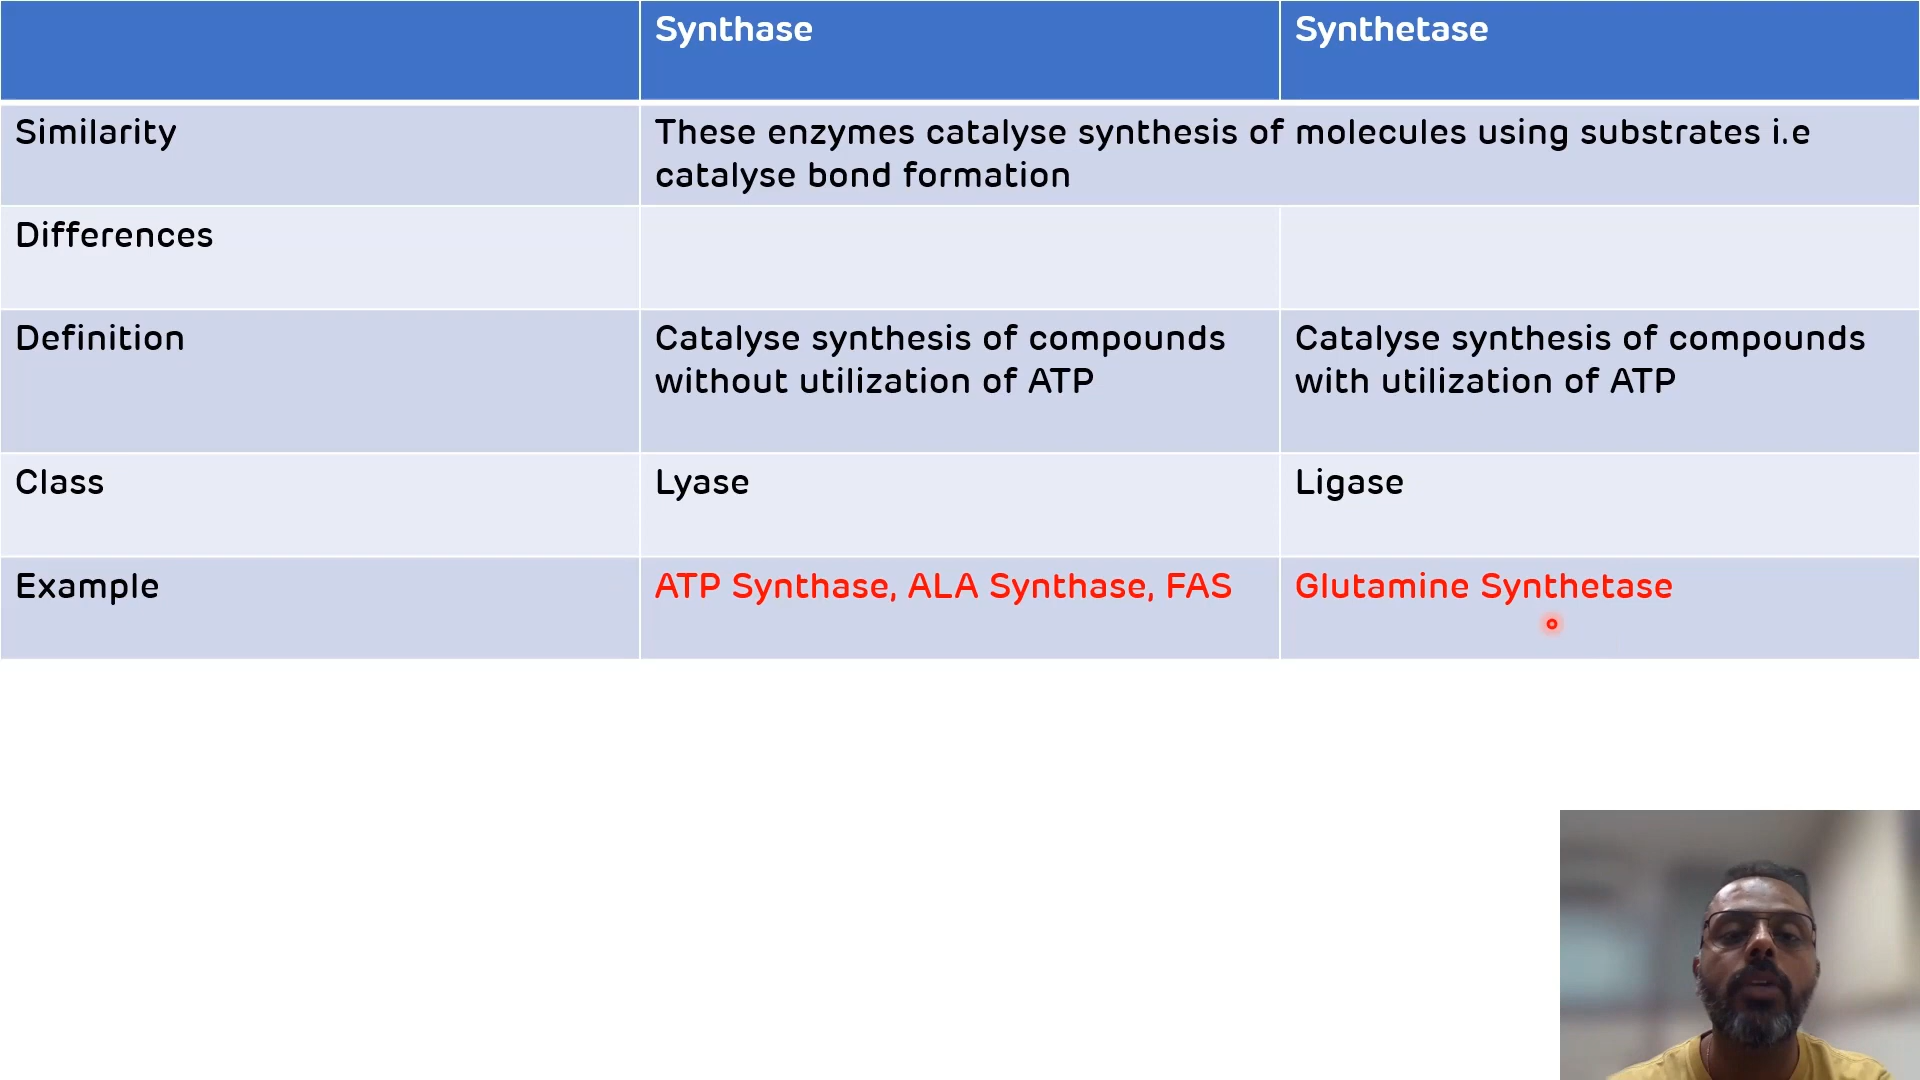 Synthase
Synthetase
Similarity
These enzymes catalyse synthesis of molecules using substrates i.e
catalyse bond formation
Differences
Definition
Catalyse synthesis of compounds
without utilization of ATP
Catalyse synthesis of compounds
with utilization of ATP
Class
Lyase
Ligase
Example
ATP Synthase, ALA Synthase, FAS
Glutamine Synthetase